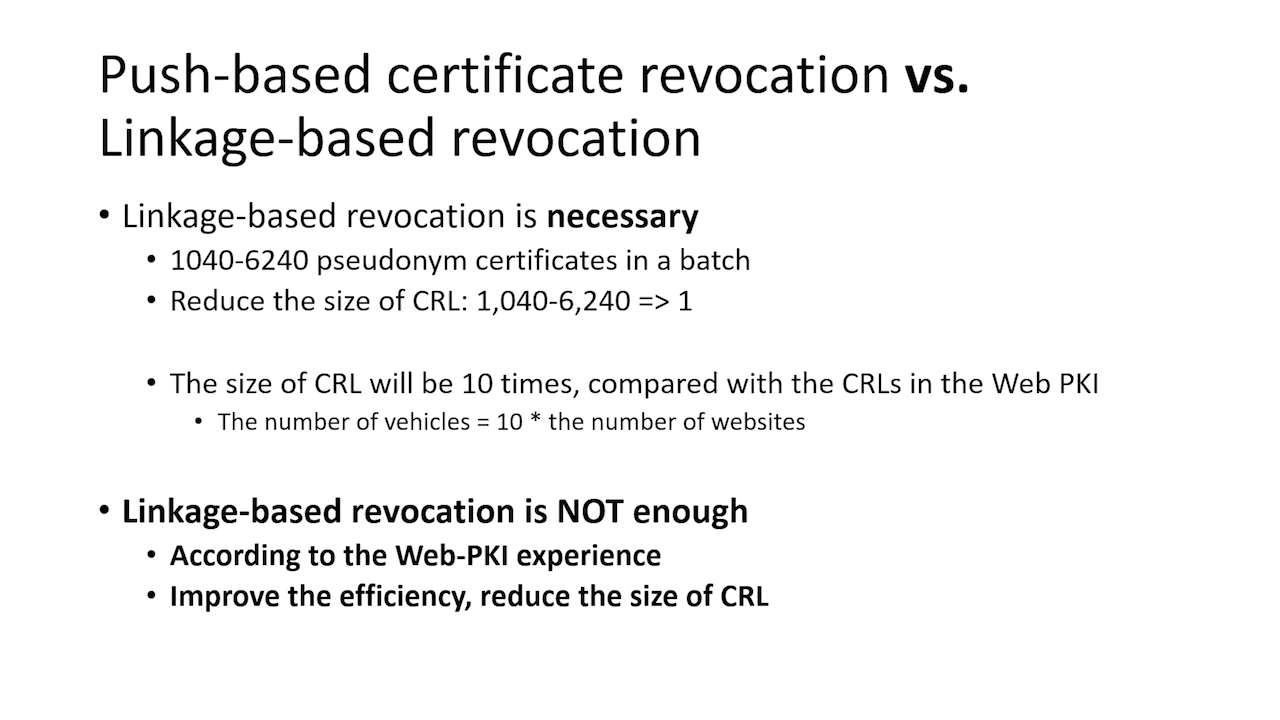 Push-based certificate revocation vs.
Linkage-based revocation
• Linkage-based revocation is necessary
• 1040-6240 pseudonym certificates in a batch
• Reduce the size of CRL: 1,040-6,240 => 1
• The size of CRL will be 10 times, compared with the CRLs in the Web PKI
• The number of vehicles = 10 * the number of websites
• Linkage-based revocation is NOT enough
• According to the Web-PKI experience
• Improve the efficiency, reduce the size of CRL